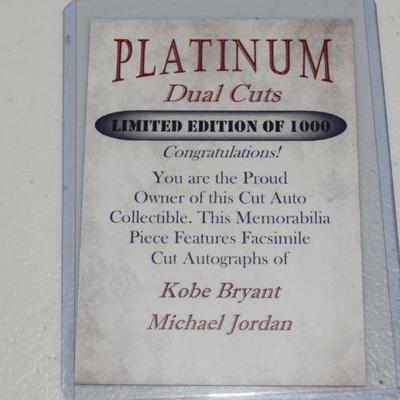 PLATINUM
Dual Cuts
LIMITED EDITION OF 1000
Congratulations!
You are the Proud
Owner of this Cut Auto
Collectible. This Memorabilia
Piece Features Facsimile
Cut Autographs of
Kobe Bryant
Michael Jordan